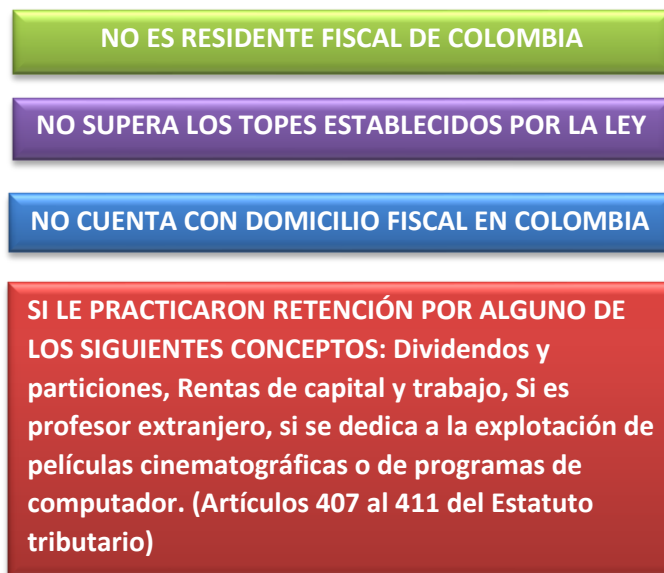 NO ES RESIDENTE FISCAL DE COLOMBIA
NO SUPERA LOS TOPES ESTABLECIDOS POR LA LEY
NO CUENTA CON DOMICILIO FISCAL EN COLOMBIA
SI LE PRACTICARON RETENCIÓN POR ALGUNO DE
LOS SIGUIENTES CONCEPTOS: Dividendos y
particiones, Rentas de capital y trabajo, Si es
profesor extranjero, si se dedica a la explotación de
películas cinematográficas o de programas de
computador. (Artículos 407 al 411 del Estatuto
tributario)